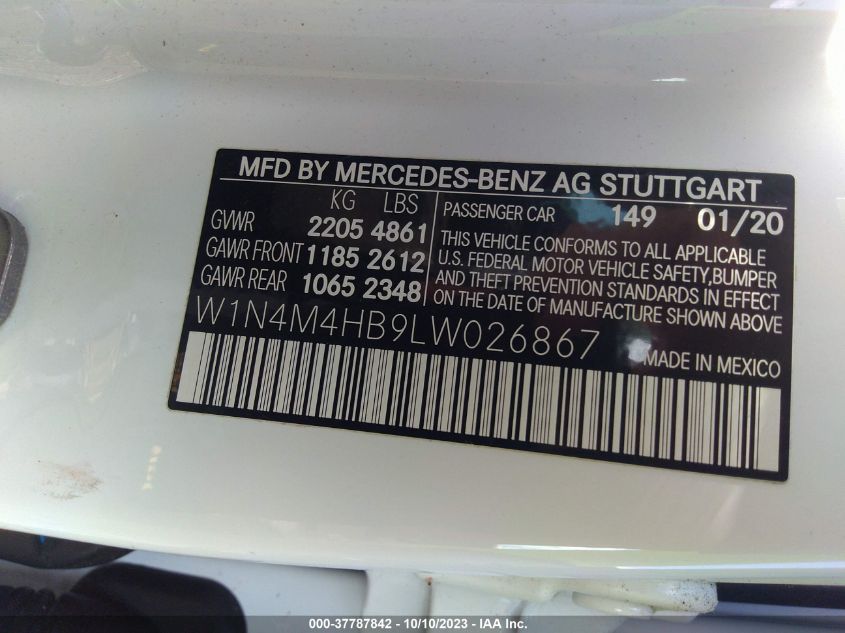 MFD BY MERCEDES-BENZ AG STUTTGART
KG LBS
GVWR 2205 4861
GAWR FRONT 1185 2612
GAWR REAR 1065 2348
PASSENGER CAR 149 01/20
THIS VEHICLE CONFORMS TO ALL APPLICABLE
U.S. FEDERAL MOTOR VEHICLE SAFETY, BUMPER
AND THEFT PREVENTION STANDARDS IN EFFECT
ON THE DATE OF MANUFACTURE SHOWN ABOVE
W1N4M4HB9LW026867
MADE IN MEXICO
000-37787842 - 10/10/2023 - IAA Inc.